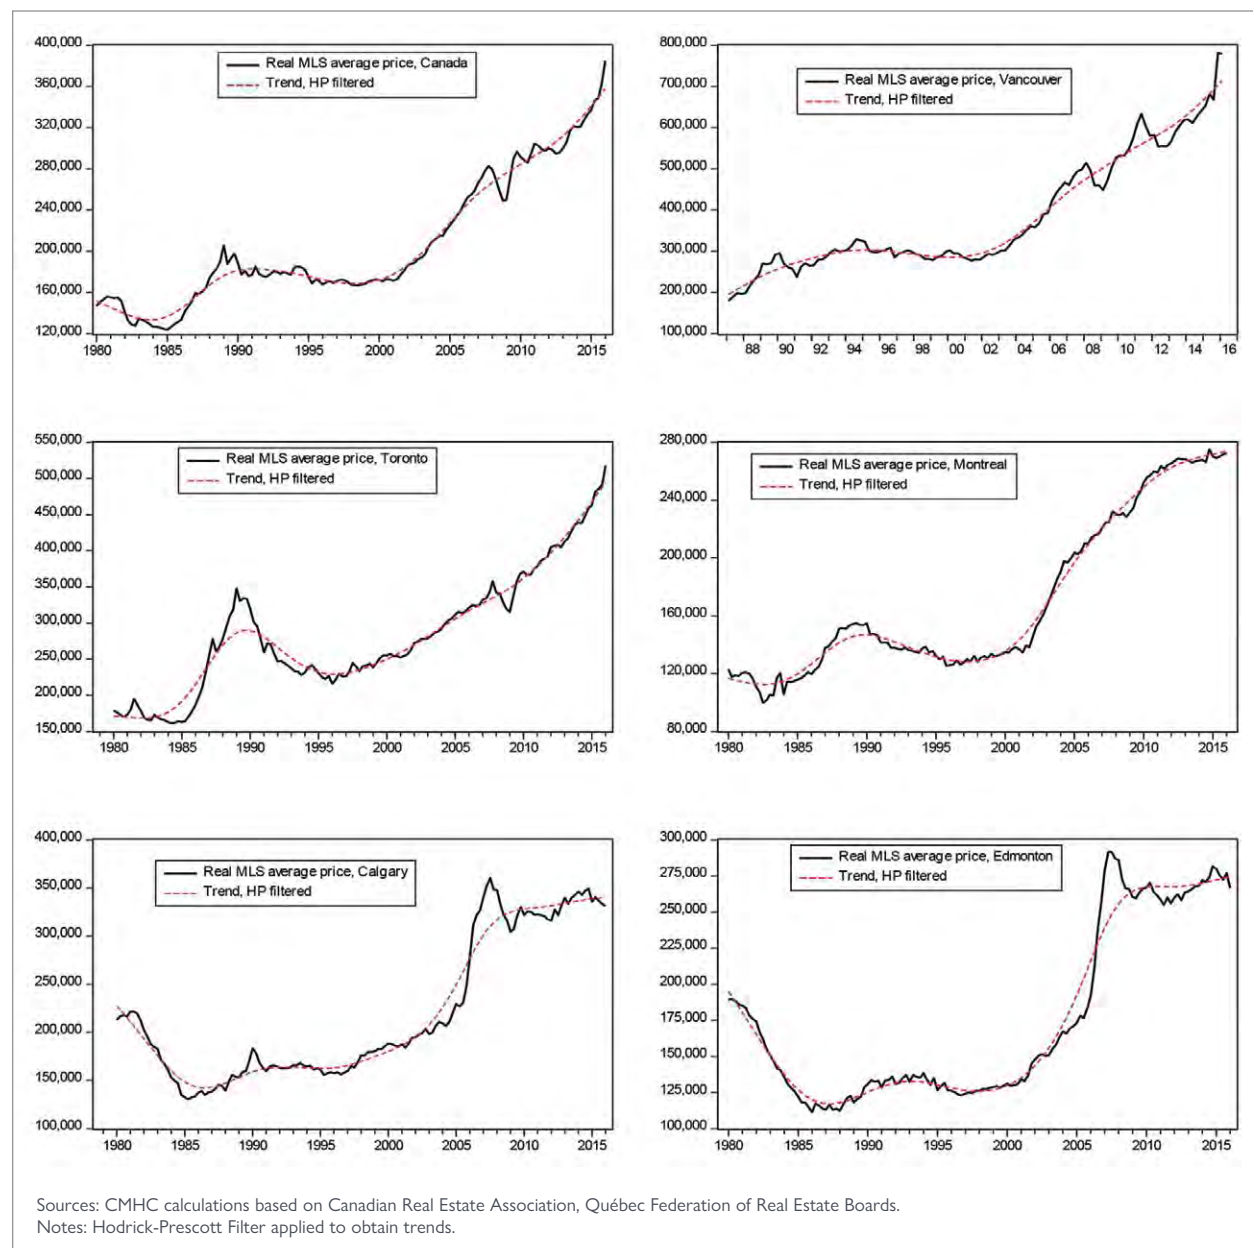 400,000
360,000
320,000
280,000
240,000
200,000
160,000
120,000
Real MLS average price, Canada
Trend, HP filtered
1980 1985 1990 1995 2000 2005 2010 2015
800,000
700,000
600,000
500,000
400,000
300,000
200,000
100,000
Real MLS average price, Vancouver
Trend, HP filtered
88 90 92 94 96 98 00 02 04 06 08 10 12 14 16
550,000
500,000
450,000
400,000
350,000
300,000
250,000
200,000
150,000
Real MLS average price, Toronto
Trend, HP filtered
1980 1985 1990 1995 2000 2005 2010 2015
280,000
240,000
200,000
160,000
120,000
80,000
Real MLS average price, Montreal
Trend, HP filtered
1980 1985 1990 1995 2000 2005 2010 2015
400,000
350,000
300,000
250,000
200,000
150,000
100,000
Real MLS average price, Calgary
Trend, HP filtered
1980 1985 1990 1995 2000 2005 2010 2015
300,000
275,000
250,000
225,000
200,000
175,000
150,000
125,000
100,000
Real MLS average price, Edmonton
Trend, HP filtered
1980 1985 1990 1995 2000 2005 2010 2015
Sources: CMHC calculations based on Canadian Real Estate Association, Québec Federation of Real Estate Boards.
Notes: Hodrick-Prescott Filter applied to obtain trends.